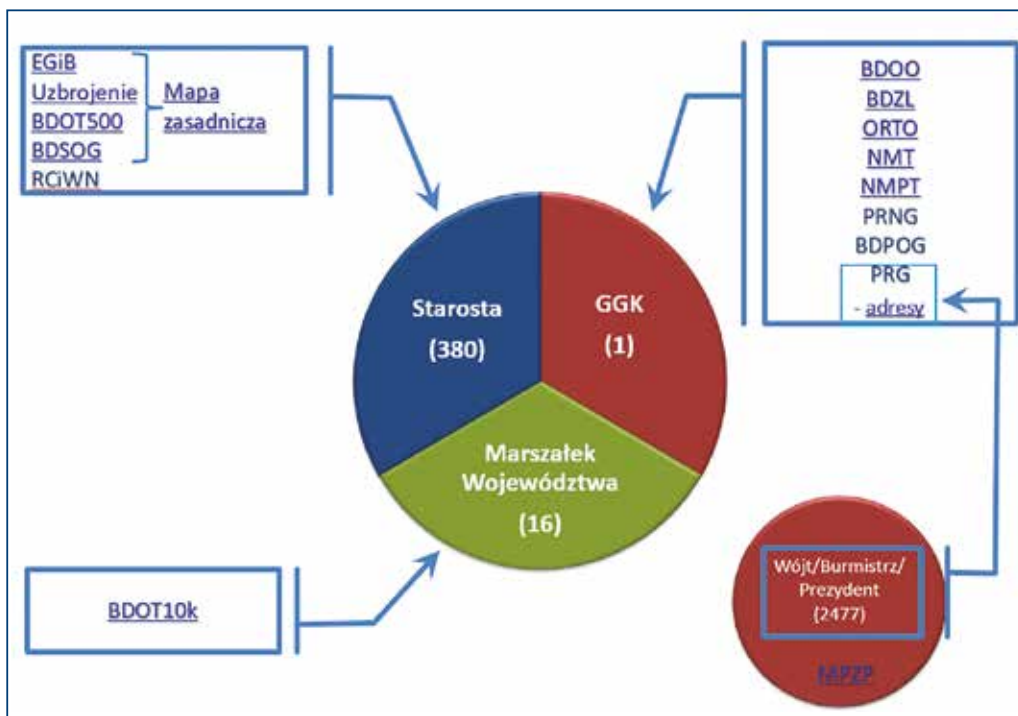 EGiB
Uzbrojenie
BDOT500
BDSOG
RCiWN
Mapa
zasadnicza
BDOO
BDZL
ORTO
NMT
NMPT
PRNG
BDPOG
PRG
- adresy
Starosta
(380)
GGK
(1)
Marszałek
Województwa
(16)
BDOT10k
Wójt/Burmistrz/
Prezydent
(2477)
MPZP